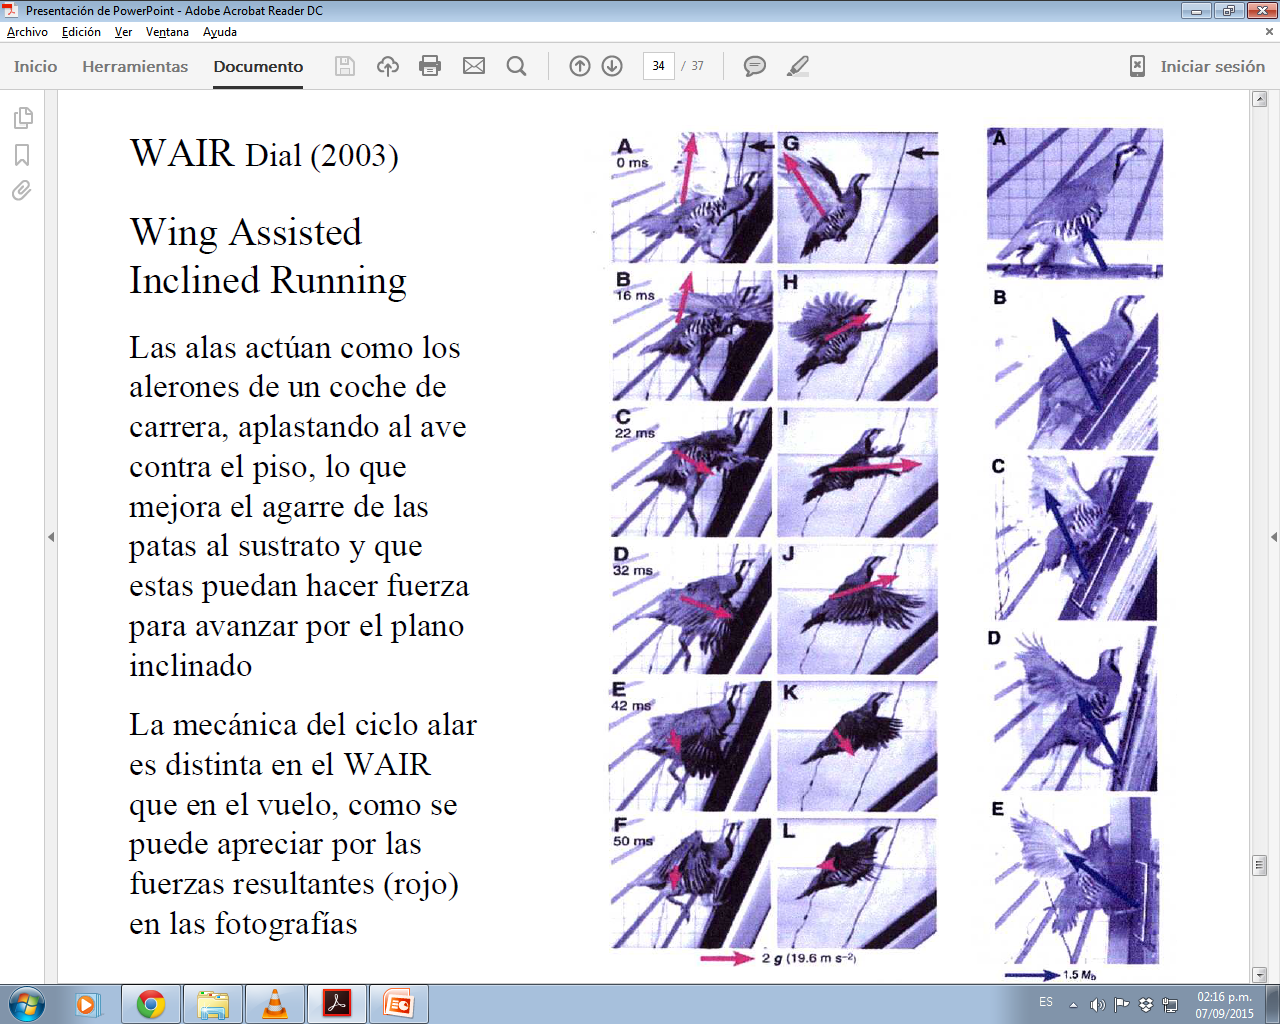 Presentación de PowerPoint - Adobe Acrobat Reader DC
Archivo Edición Ver Ventana Ayuda
Inicio Herramientas Documento 34 / 37 Iniciar sesión
WAIR Dial (2003)
Wing Assisted
Inclined Running
Las alas actúan como los
alerones de un coche de
carrera, aplastando al ave
contra el piso, lo que
mejora el agarre de las
patas al sustrato y que
estas puedan hacer fuerza
para avanzar por el plano
inclinado
La mecánica del ciclo alar
es distinta en el WAIR
que en el vuelo, como se
puede apreciar por las
fuerzas resultantes (rojo)
en las fotografías
A
0 ms
B
16 ms
C
22 ms
D
32 ms
E
42 ms
F
50 ms
G
H
I
J
K
L
2 g (19.6 m s⁻²)
A
B
C
D
E
1.5 Mb
ES
02:16 p.m.
07/09/2015